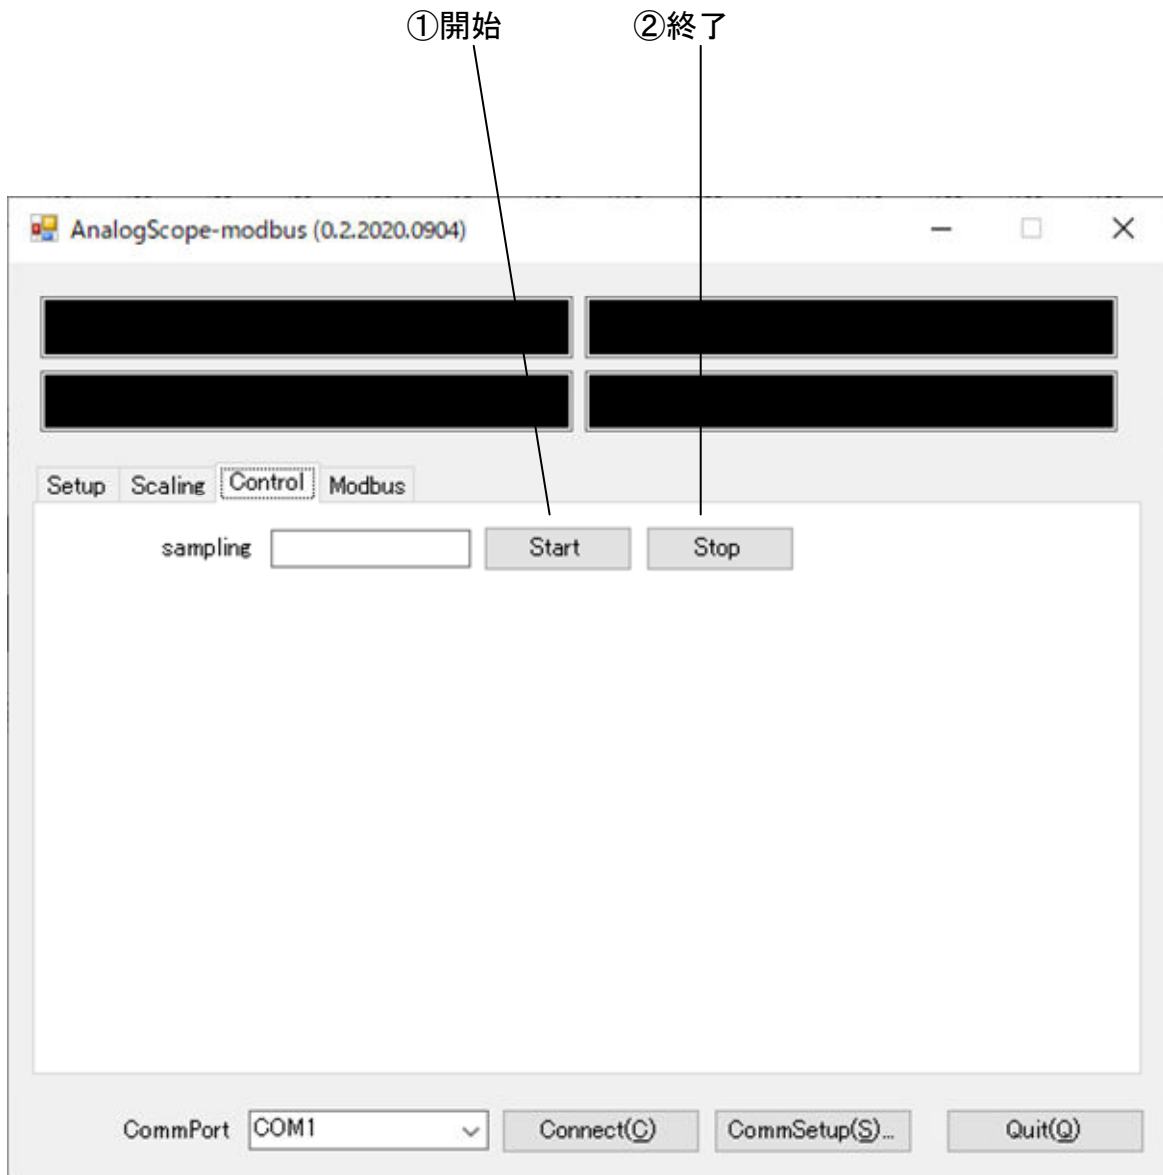 ①開始 ②終了
AnalogScope-modbus (0.2.2020.0904)
Setup Scaling Control Modbus
sampling Start Stop
CommPort COM1 Connect(C) CommSetup(S)... Quit(Q)